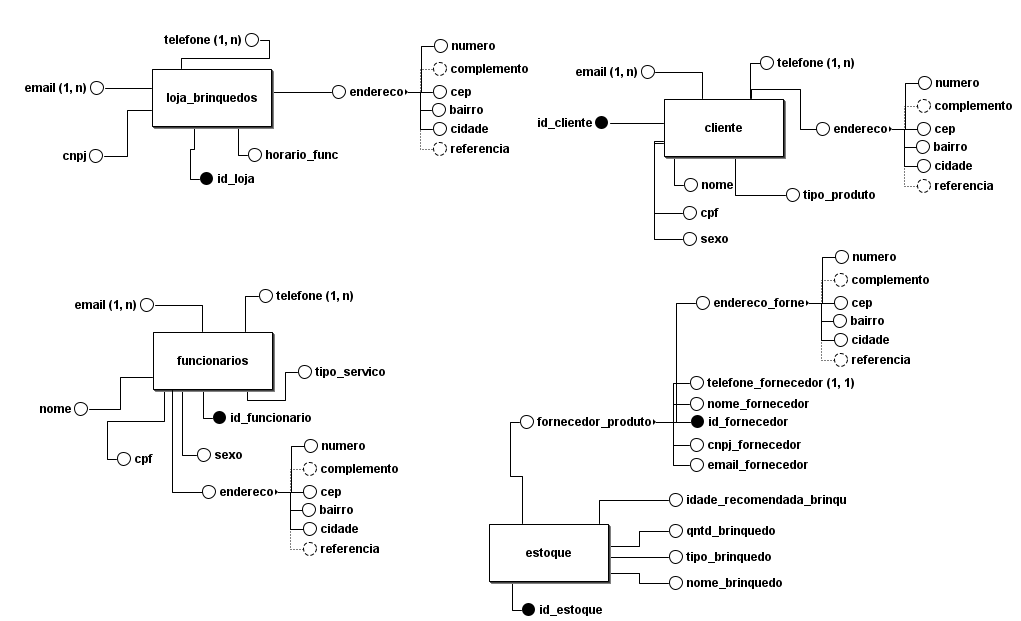 telefone (1, n)
email (1, n)
loja_brinquedos
cnpj
horario_func
id_loja
endereco
numero
complemento
cep
bairro
cidade
referencia
email (1, n)
telefone (1, n)
id_cliente
cliente
endereco
numero
complemento
cep
bairro
cidade
referencia
nome
tipo_produto
cpf
sexo
email (1, n)
telefone (1, n)
funcionarios
tipo_servico
nome
id_funcionario
cpf
sexo
endereco
numero
complemento
cep
bairro
cidade
referencia
endereco_forne
numero
complemento
cep
bairro
cidade
referencia
telefone_fornecedor (1, 1)
nome_fornecedor
fornecedor_produto
id_fornecedor
cnpj_fornecedor
email_fornecedor
idade_recomendada_brinqu
qntd_brinquedo
estoque
tipo_brinquedo
nome_brinquedo
id_estoque